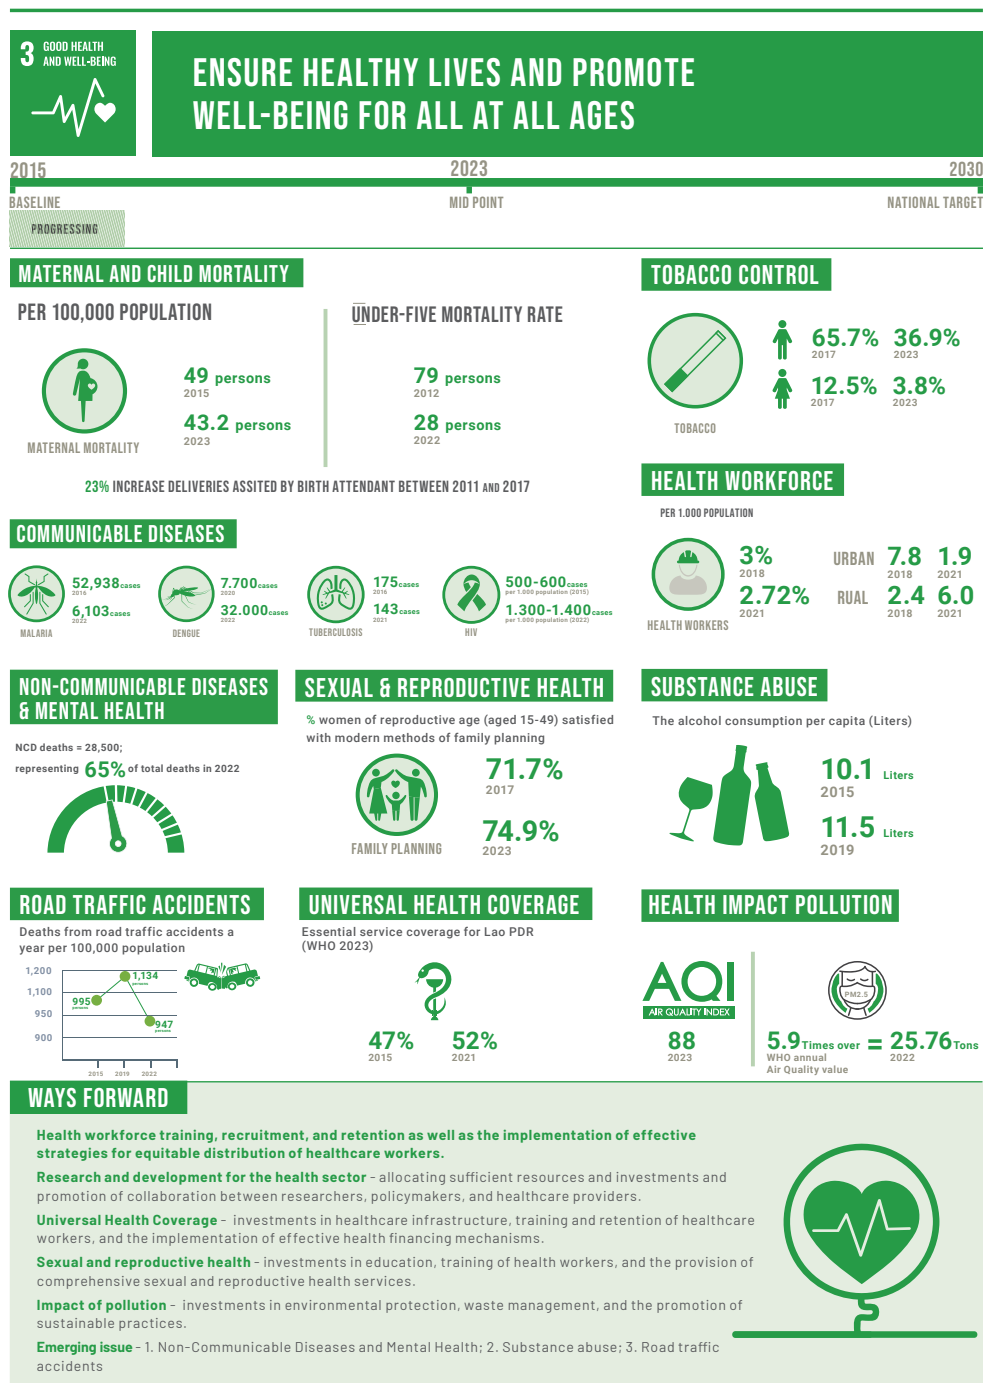 3 GOOD HEALTH
AND WELL-BEING
ENSURE HEALTHY LIVES AND PROMOTE
WELL-BEING FOR ALL AT ALL AGES
2015 2023 2030
BASELINE MID POINT NATIONAL TARGET
PROGRESSING
MATERNAL AND CHILD MORTALITY
PER 100,000 POPULATION
UNDER-FIVE MORTALITY RATE
MATERNAL MORTALITY
49 persons
2015
43.2 persons
2023
79 persons
2012
28 persons
2022
23% INCREASE DELIVERIES ASSITED BY BIRTH ATTENDANT BETWEEN 2011 AND 2017
TOBACCO CONTROL
TOBACCO
65.7% 36.9%
2017 2023
12.5% 3.8%
2017 2023
HEALTH WORKFORCE
PER 1.000 POPULATION
HEALTH WORKERS
3%
2018
2.72%
2021
URBAN 7.8 1.9
2018 2021
RUAL 2.4 6.0
2018 2021
COMMUNICABLE DISEASES
52,938cases
2016
6,103cases
2022
MALARIA
7.700cases
2020
32.000cases
2022
DENGUE
175cases
2016
143cases
2021
TUBERCULOSIS
500-600cases
per 1.000 population (2015)
1.300-1.400cases
per 1.000 population (2022)
HIV
NON-COMMUNICABLE DISEASES
& MENTAL HEALTH
NCD deaths = 28,500;
representing 65% of total deaths in 2022
SEXUAL & REPRODUCTIVE HEALTH
% women of reproductive age (aged 15-49) satisfied
with modern methods of family planning
71.7%
2017
74.9%
2023
FAMILY PLANNING
SUBSTANCE ABUSE
The alcohol consumption per capita (Liters)
10.1 Liters
2015
11.5 Liters
2019
ROAD TRAFFIC ACCIDENTS
Deaths from road traffic accidents a
year per 100,000 population
1,200
1,100
950
900
995
persons
1,134
persons
947
persons
2015 2019 2022
UNIVERSAL HEALTH COVERAGE
Essential service coverage for Lao PDR
(WHO 2023)
47% 52%
2015 2021
HEALTH IMPACT POLLUTION
AQI
AIR QUALITY INDEX
88
2023
PM2.5
5.9Times over = 25.76Tons
WHO annual 2022
Air Quality value
WAYS FORWARD
Health workforce training, recruitment, and retention as well as the implementation of effective
strategies for equitable distribution of healthcare workers.
Research and development for the health sector - allocating sufficient resources and investments and
promotion of collaboration between researchers, policymakers, and healthcare providers.
Universal Health Coverage - investments in healthcare infrastructure, training and retention of healthcare
workers, and the implementation of effective health financing mechanisms.
Sexual and reproductive health - investments in education, training of health workers, and the provision of
comprehensive sexual and reproductive health services.
Impact of pollution - investments in environmental protection, waste management, and the promotion of
sustainable practices.
Emerging issue - 1. Non-Communicable Diseases and Mental Health; 2. Substance abuse; 3. Road traffic
accidents